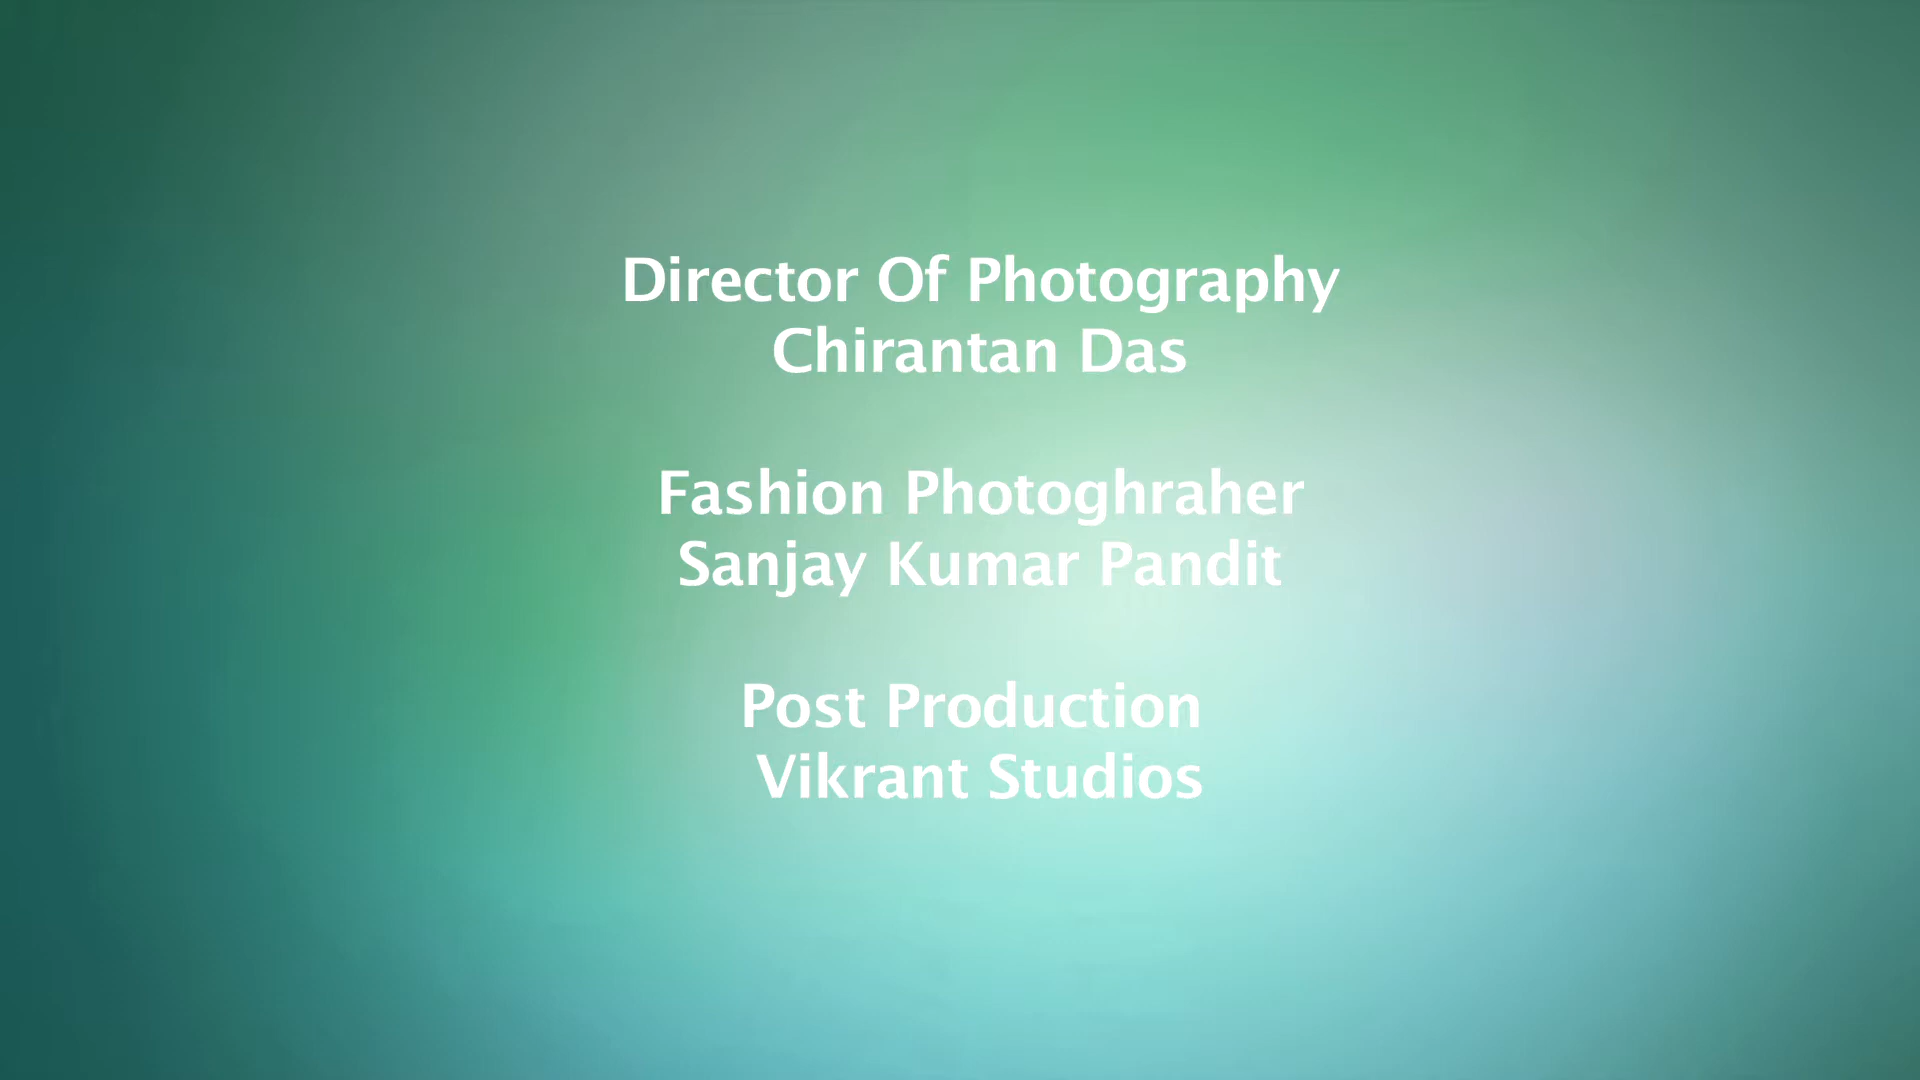 Director Of Photography
Chirantan Das
Fashion Photoghraher
Sanjay Kumar Pandit
Post Production
Vikrant Studios